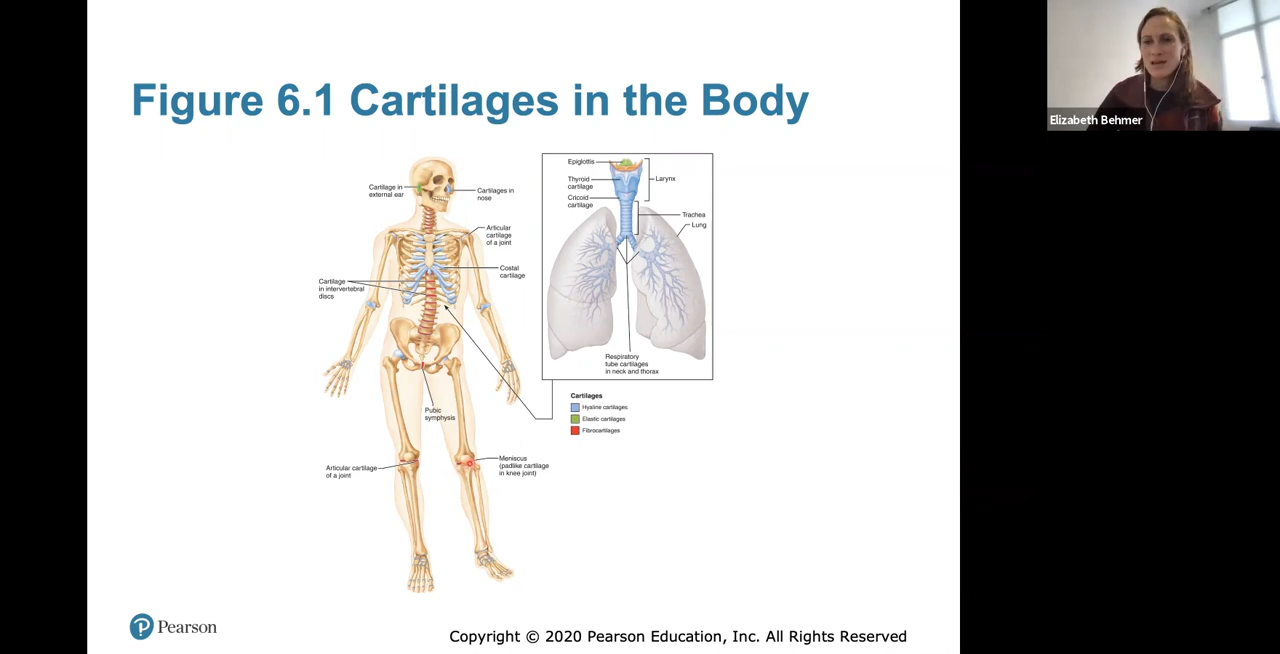 Figure 6.1 Cartilages in the Body
Elizabeth Behmer
Cartilage in
external ear
Cartilages in
nose
Articular
cartilage
of a joint
Costal
cartilage
Cartilage
in intervertebral
discs
Pubic
symphysis
Articular cartilage
of a joint
Meniscus
(padlike cartilage
in knee joint)
Epiglottis
Thyroid
cartilage
Cricoid
cartilage
Larynx
Trachea
Lung
Respiratory
tube cartilages
in neck and thorax
Cartilages
Hyaline cartilages
Elastic cartilages
Fibrocartilages
P Pearson
Copyright © 2020 Pearson Education, Inc. All Rights Reserved